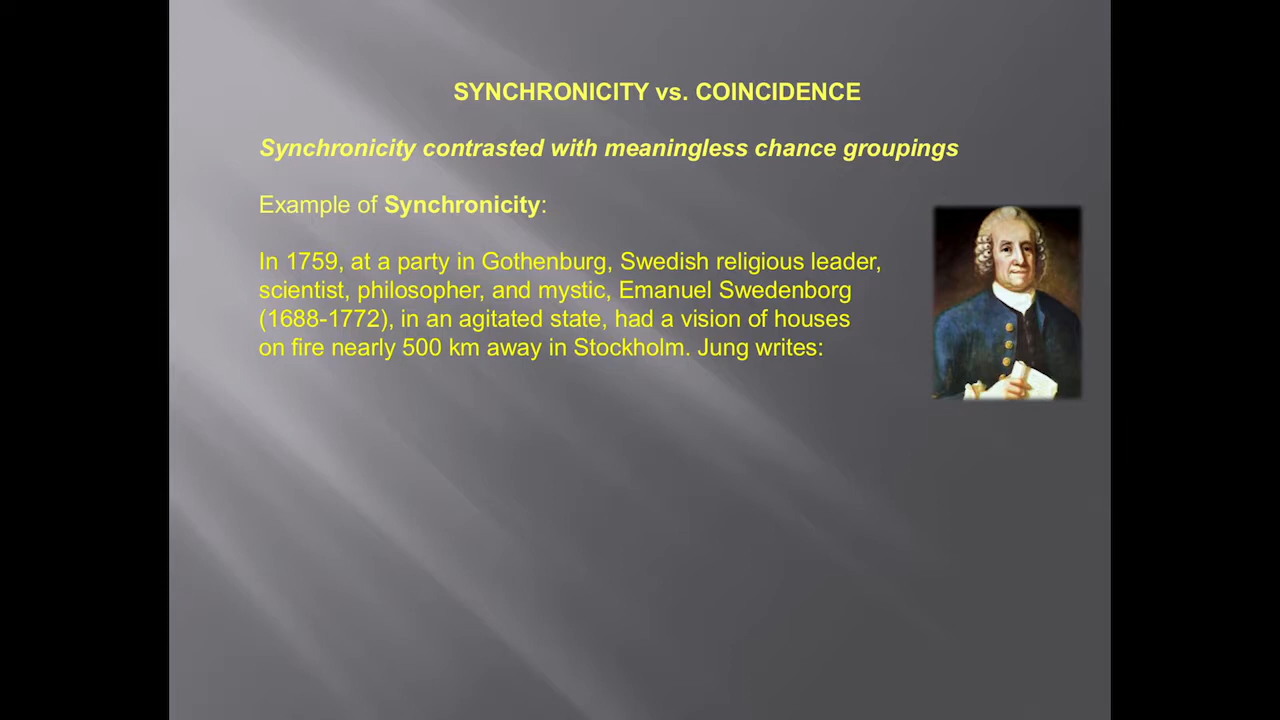 SYNCHRONICITY vs. COINCIDENCE
Synchronicity contrasted with meaningless chance groupings
Example of Synchronicity:
In 1759, at a party in Gothenburg, Swedish religious leader,
scientist, philosopher, and mystic, Emanuel Swedenborg
(1688-1772), in an agitated state, had a vision of houses
on fire nearly 500 km away in Stockholm. Jung writes: